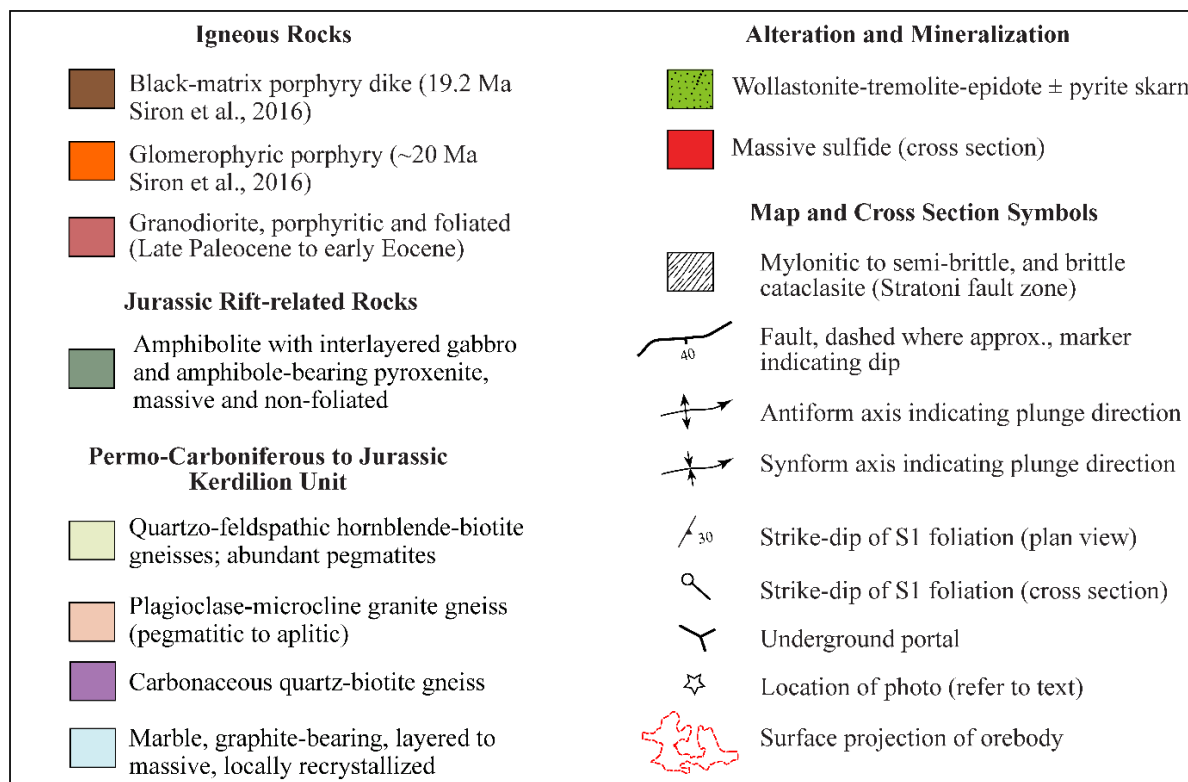 Igneous Rocks
Black-matrix porphyry dike (19.2 Ma
Siron et al., 2016)
Glomerophyric porphyry (~20 Ma
Siron et al., 2016)
Granodiorite, porphyritic and foliated
(Late Paleocene to early Eocene)
Jurassic Rift-related Rocks
Amphibolite with interlayered gabbro
and amphibole-bearing pyroxenite,
massive and non-foliated
Permo-Carboniferous to Jurassic
Kerdilion Unit
Quartzo-feldspathic hornblende-biotite
gneisses; abundant pegmatites
Plagioclase-microcline granite gneiss
(pegmatitic to aplitic)
Carbonaceous quartz-biotite gneiss
Marble, graphite-bearing, layered to
massive, locally recrystallized
Alteration and Mineralization
Wollastonite-tremolite-epidote ± pyrite skarn
Massive sulfide (cross section)
Map and Cross Section Symbols
Mylonitic to semi-brittle, and brittle
cataclasite (Stratoni fault zone)
40
Fault, dashed where approx., marker
indicating dip
Antiform axis indicating plunge direction
Synform axis indicating plunge direction
30
Strike-dip of S1 foliation (plan view)
Strike-dip of S1 foliation (cross section)
Underground portal
Location of photo (refer to text)
Surface projection of orebody